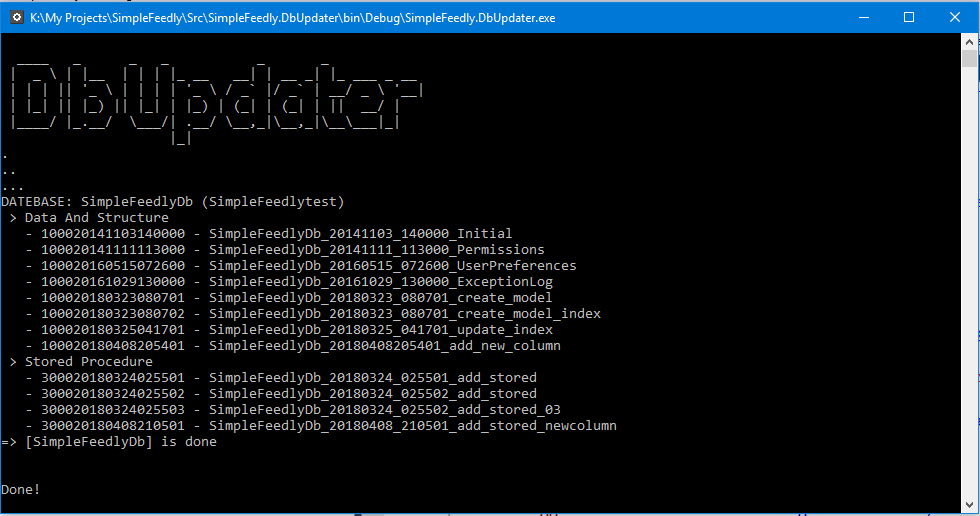 K:\My Projects\SimpleFeedly\Src\SimpleFeedly.DbUpdater\bin\Debug\SimpleFeedly.DbUpdater.exe
DbUpdater
.
..
...
DATEBASE: SimpleFeedlyDb (SimpleFeedlytest)
> Data And Structure
- 100020141103140000 - SimpleFeedlyDb_20141103_140000_Initial
- 100020141111113000 - SimpleFeedlyDb_20141111_113000_Permissions
- 100020160515072600 - SimpleFeedlyDb_20160515_072600_UserPreferences
- 100020161029130000 - SimpleFeedlyDb_20161029_130000_ExceptionLog
- 100020180323080701 - SimpleFeedlyDb_20180323_080701_create_model
- 100020180323080702 - SimpleFeedlyDb_20180323_080701_create_model_index
- 100020180325041701 - SimpleFeedlyDb_20180325_041701_update_index
- 100020180408205401 - SimpleFeedlyDb_20180408205401_add_new_column
> Stored Procedure
- 300020180324025501 - SimpleFeedlyDb_20180324_025501_add_stored
- 300020180324025502 - SimpleFeedlyDb_20180324_025502_add_stored
- 300020180324025503 - SimpleFeedlyDb_20180324_025502_add_stored_03
- 300020180408210501 - SimpleFeedlyDb_20180408_210501_add_stored_newcolumn
=> [SimpleFeedlyDb] is done
Done!